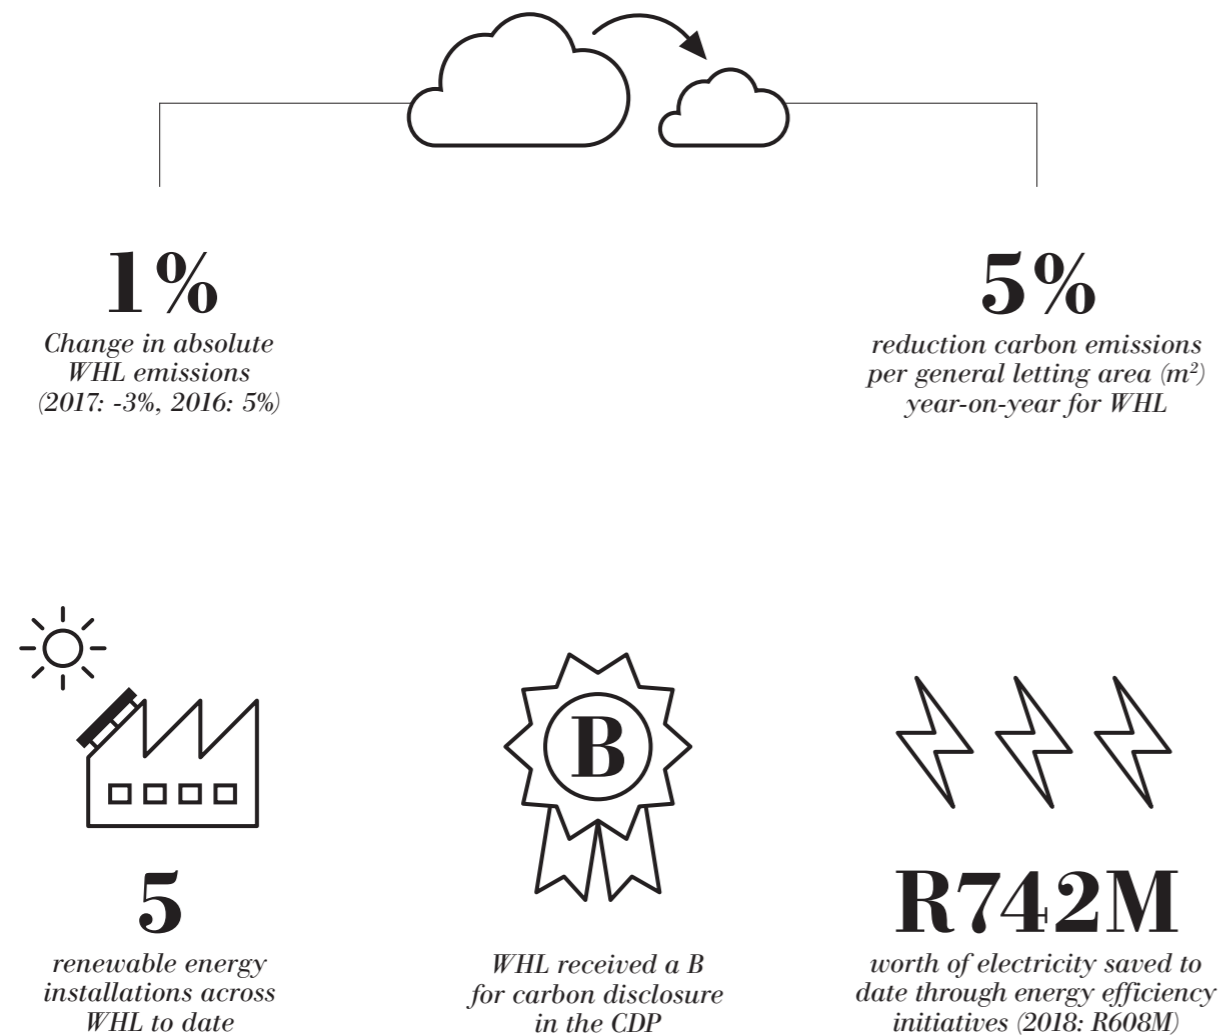 1%
Change in absolute
WHL emissions
(2017: -3%, 2016: 5%)
5%
reduction carbon emissions
per general letting area (m²)
year-on-year for WHL
5
renewable energy
installations across
WHL to date
B
WHL received a B
for carbon disclosure
in the CDP
R742M
worth of electricity saved to
date through energy efficiency
initiatives (2018: R608M)